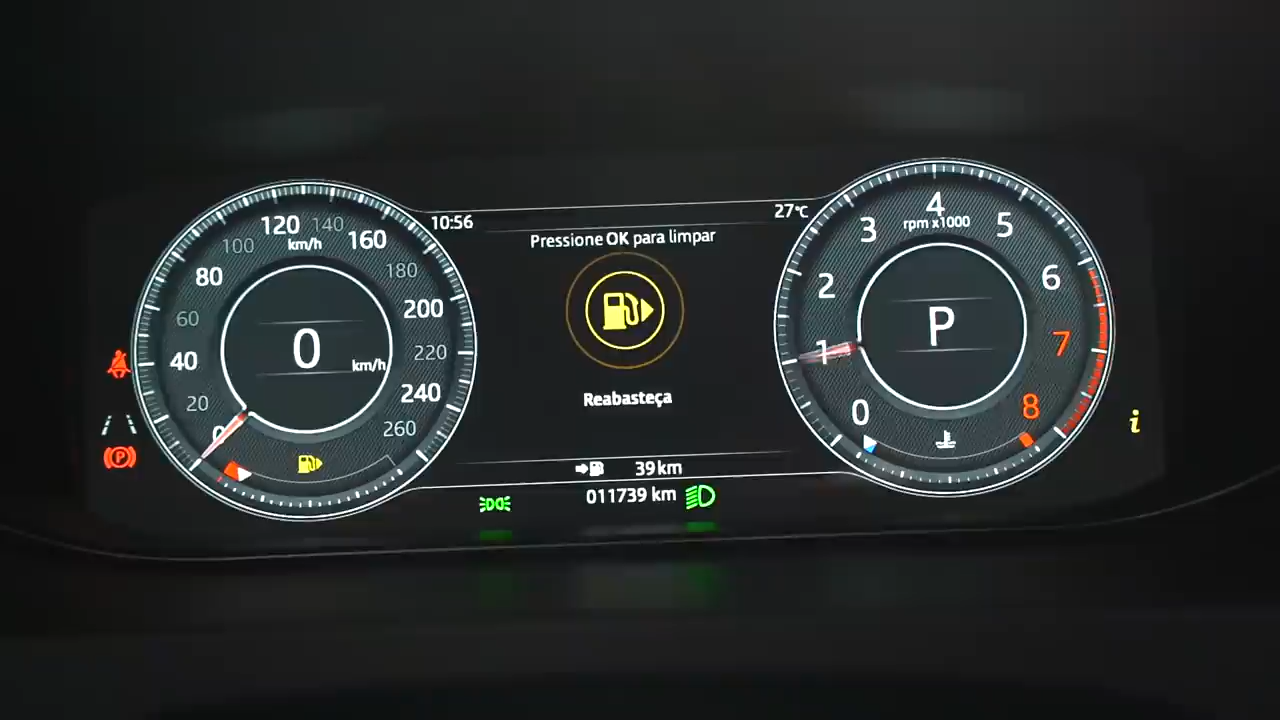 10:56
27℃
Pressione OK para limpar
Reabasteça
39 km
011739 km
0
20
40
60
80
100
120
140
160
180
200
220
240
260
km/h
0
km/h
0
1
2
3
4
5
6
7
8
rpm x1000
P
i